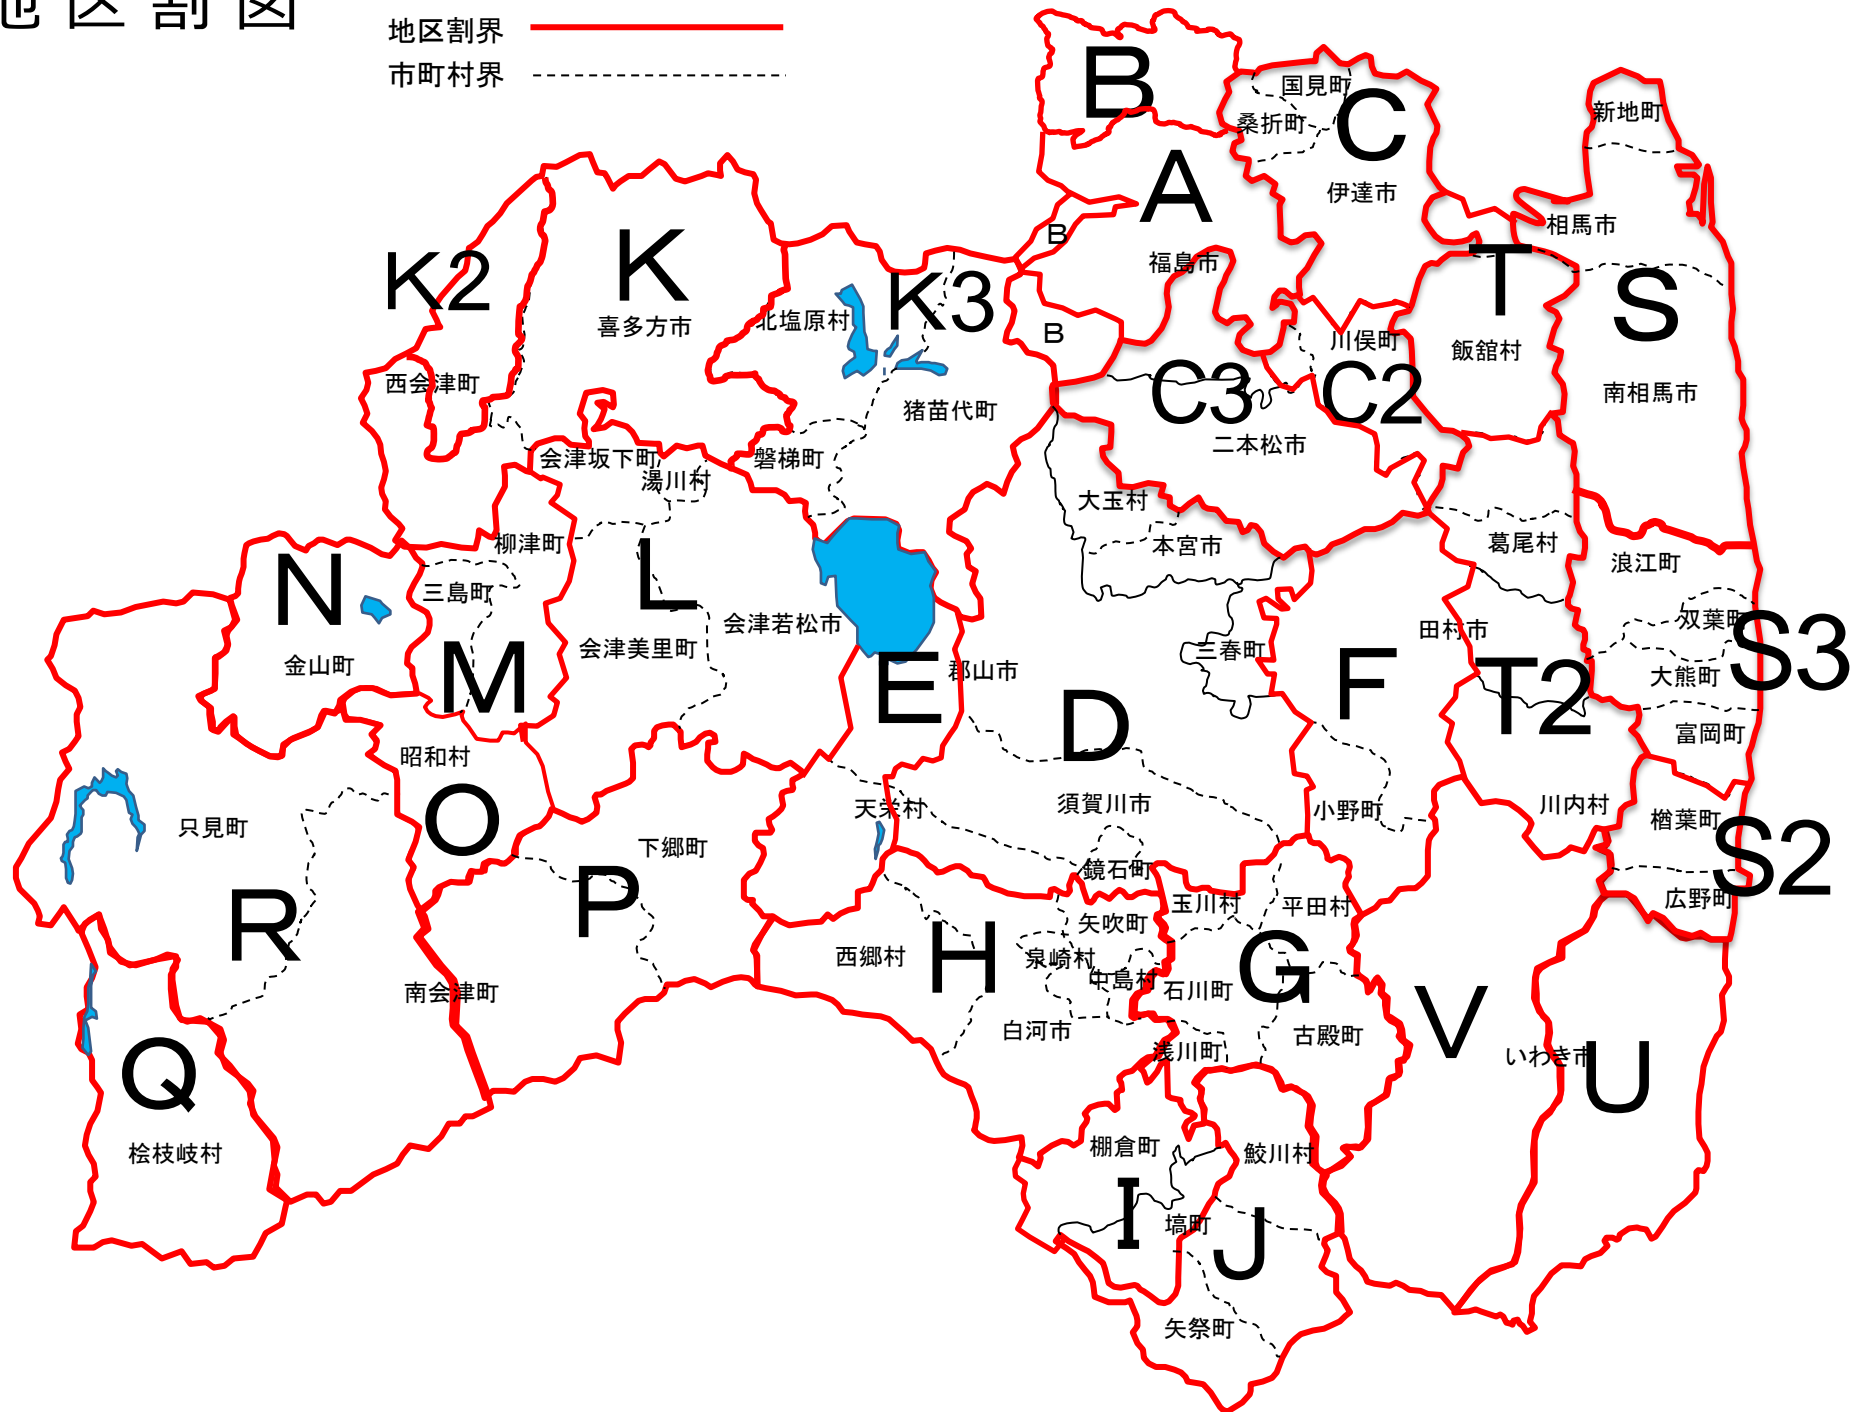 地区割図
地区割界
市町村界
B
国見町
C
桑折町
新地町
A
伊達市
相馬市
B
福島市
K
K2
K3
T
S
喜多方市
北塩原村
B
川俣町
飯舘村
西会津町
C3
C2
南相馬市
猪苗代町
二本松市
会津坂下町
磐梯町
湯川村
大玉村
柳津町
本宮市
葛尾村
浪江町
N
L
三島町
双葉町
会津若松市
田村市
S3
金山町
M
会津美里町
三春町
E
郡山市
F
T2
大熊町
D
富岡町
昭和村
天栄村
須賀川市
小野町
川内村
楢葉町
S2
只見町
O
下郷町
鏡石町
P
玉川村
平田村
広野町
R
矢吹町
西郷村
H
泉崎村
中島村
G
南会津町
石川町
白河市
古殿町
V
浅川町
いわき市
U
Q
桧枝岐村
棚倉町
鮫川村
I
塙町
J
矢祭町